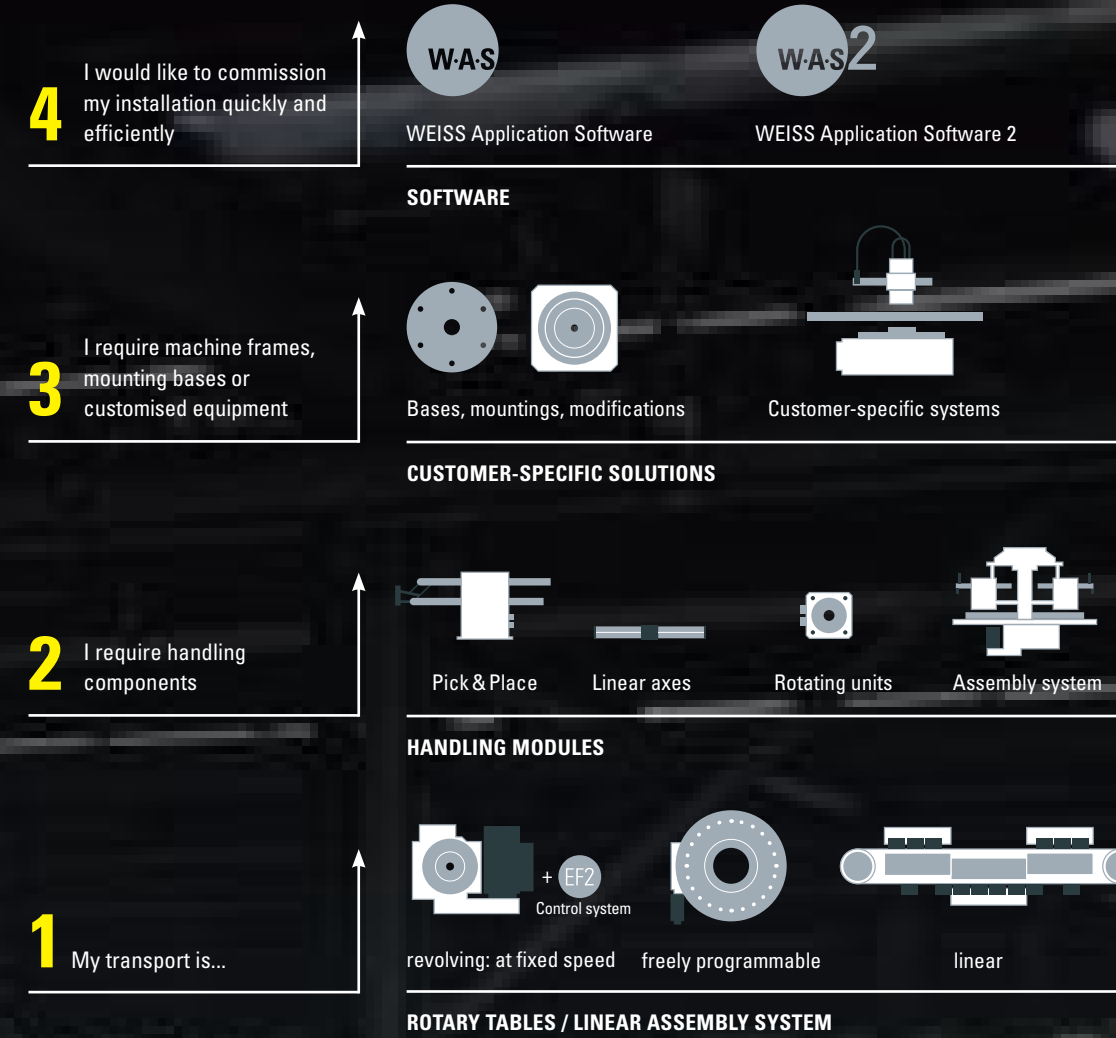 4
I would like to commission
my installation quickly and
efficiently
W·A·S
WEISS Application Software
W·A·S2
WEISS Application Software 2
SOFTWARE
3
I require machine frames,
mounting bases or
customised equipment
Bases, mountings, modifications
Customer-specific systems
CUSTOMER-SPECIFIC SOLUTIONS
2
I require handling
components
Pick & Place
Linear axes
Rotating units
Assembly system
HANDLING MODULES
1
My transport is...
+ EF2
Control system
revolving: at fixed speed
freely programmable
linear
ROTARY TABLES / LINEAR ASSEMBLY SYSTEM